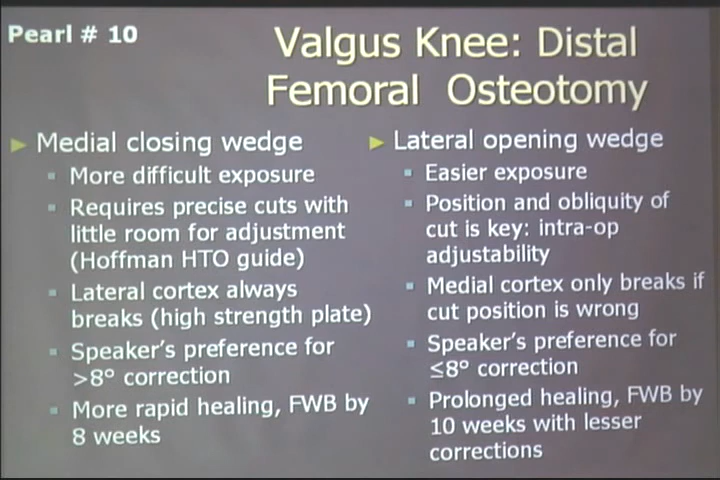 Pearl # 10
Valgus Knee: Distal
Femoral Osteotomy
Medial closing wedge
More difficult exposure
Requires precise cuts with
little room for adjustment
(Hoffman HTO guide)
Lateral cortex always
breaks (high strength plate)
Speaker's preference for
>8° correction
More rapid healing, FWB by
8 weeks
Lateral opening wedge
Easier exposure
Position and obliquity of
cut is key: intra-op
adjustability
Medial cortex only breaks if
cut position is wrong
Speaker's preference for
≤8° correction
Prolonged healing, FWB by
10 weeks with lesser
corrections